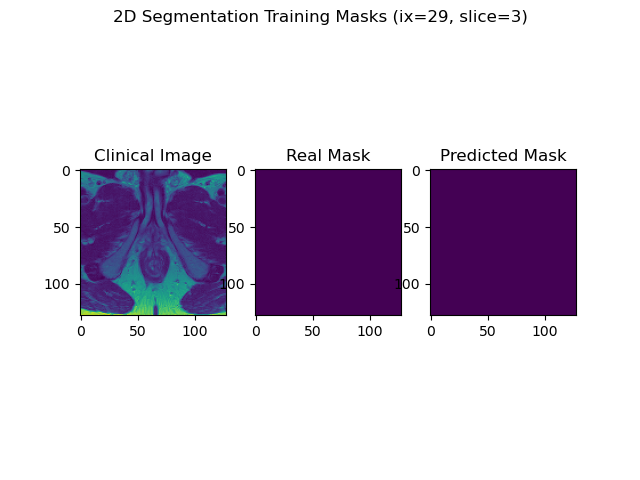 2D Segmentation Training Masks (ix=29, slice=3)
Clinical Image Real Mask Predicted Mask
0 0 0
50 50 50
100 100 100
0 50 100 0 50 100 0 50 100